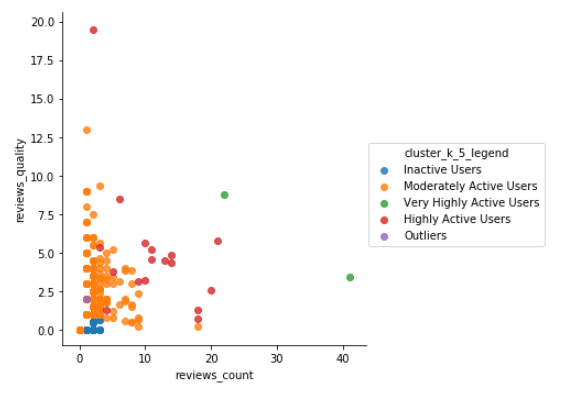 20.0
17.5
15.0
12.5
10.0
7.5
5.0
2.5
0.0
reviews_quality
0 10 20 30 40
reviews_count
cluster_k_5_legend
Inactive Users
Moderately Active Users
Very Highly Active Users
Highly Active Users
Outliers